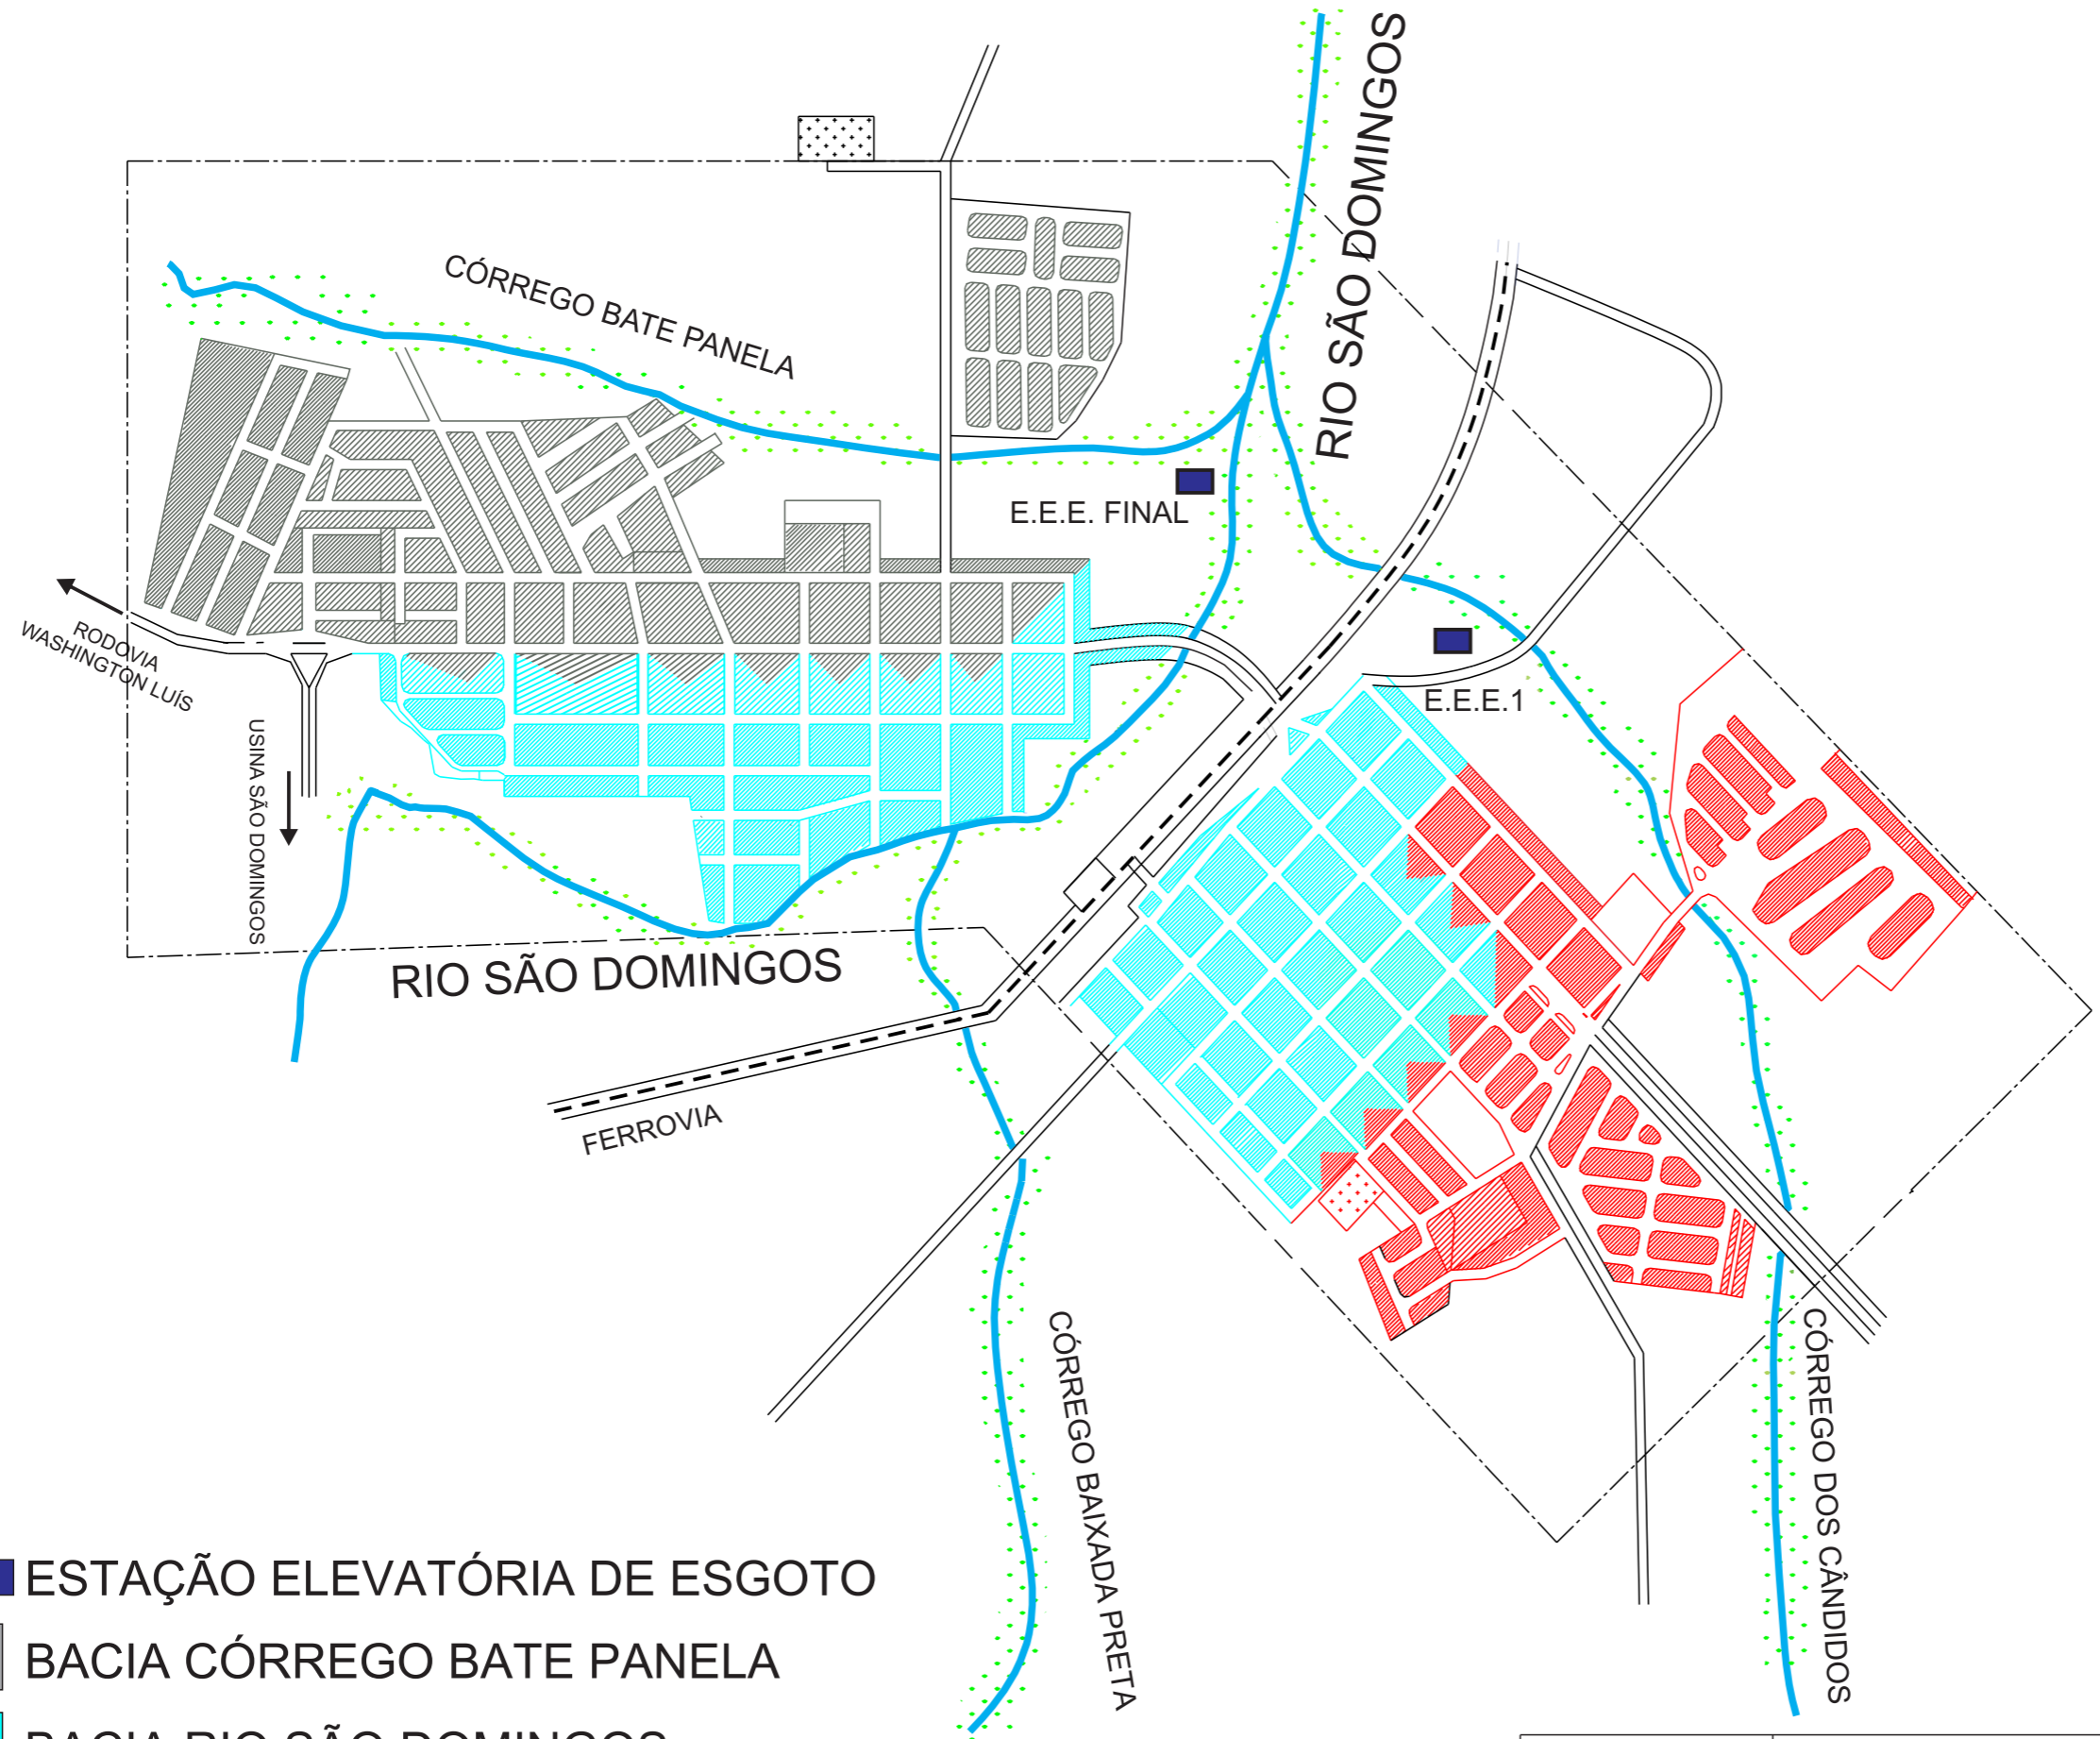 RIO SÃO DOMINGOS
CÓRREGO BATE PANELA
E.E.E. FINAL
E.E.E.1
RODOVIA
WASHINGTON LUÍS
USINA SÃO DOMINGOS
RIO SÃO DOMINGOS
FERROVIA
CÓRREGO BAIXADA PRETA
CÓRREGO DOS CÂNDIDOS
ESTAÇÃO ELEVATÓRIA DE ESGOTO
BACIA CÓRREGO BATE PANELA
BACIA RIO SÃO DOMINGOS